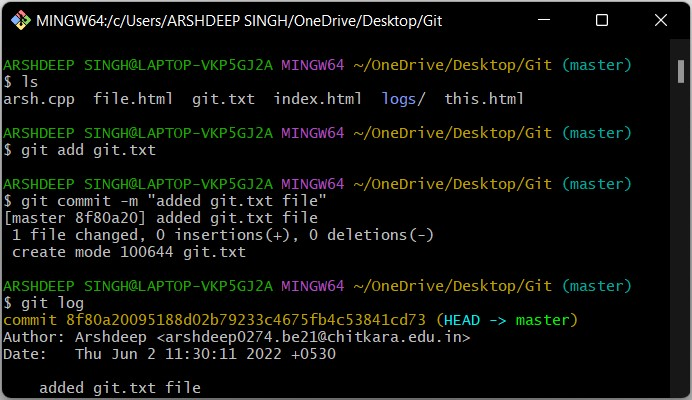 MINGW64:/c/Users/ARSHDEEP SINGH/OneDrive/Desktop/Git
ARSHDEEP SINGH@LAPTOP-VKP5GJ2A MINGW64 ~/OneDrive/Desktop/Git (master)
$ ls
arsh.cpp  file.html  git.txt  index.html  logs/  this.html
ARSHDEEP SINGH@LAPTOP-VKP5GJ2A MINGW64 ~/OneDrive/Desktop/Git (master)
$ git add git.txt
ARSHDEEP SINGH@LAPTOP-VKP5GJ2A MINGW64 ~/OneDrive/Desktop/Git (master)
$ git commit -m "added git.txt file"
[master 8f80a20] added git.txt file
 1 file changed, 0 insertions(+), 0 deletions(-)
 create mode 100644 git.txt
ARSHDEEP SINGH@LAPTOP-VKP5GJ2A MINGW64 ~/OneDrive/Desktop/Git (master)
$ git log
commit 8f80a20095188d02b79233c4675fb4c53841cd73 (HEAD -> master)
Author: Arshdeep <arshdeep0274.be21@chitkara.edu.in>
Date:   Thu Jun 2 11:30:11 2022 +0530
    added git.txt file